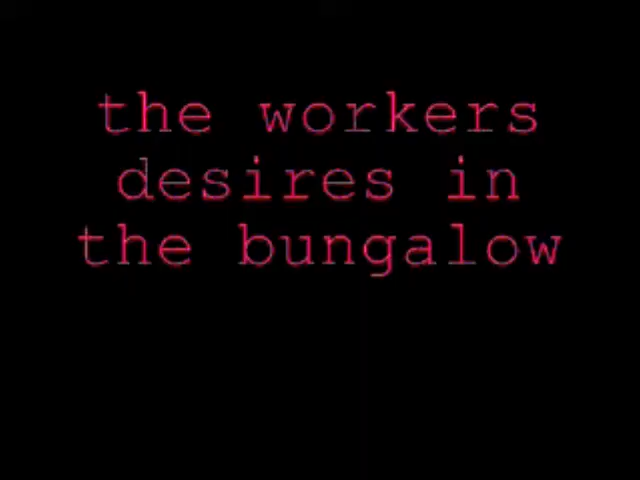 the workers
desires in
the bungalow